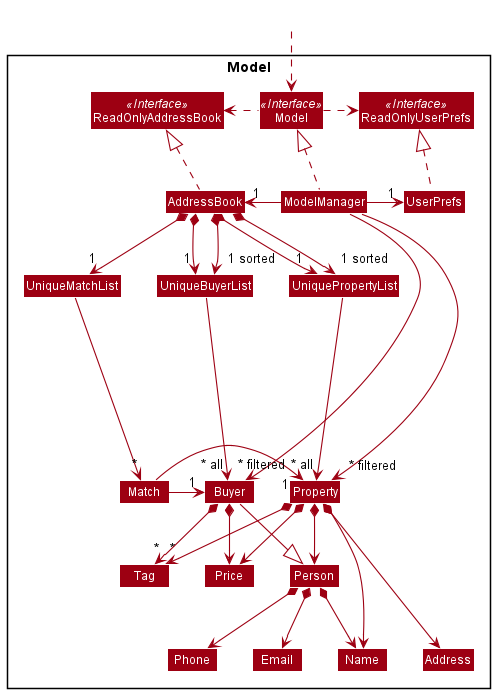 Model
«Interface»
ReadOnlyAddressBook
«Interface»
Model
«Interface»
ReadOnlyUserPrefs
AddressBook
1
ModelManager
1
UserPrefs
1
1
1 sorted
1
1 sorted
UniqueMatchList
UniqueBuyerList
UniquePropertyList
*
* all
* filtered
* all
* filtered
Match
1
Buyer
1
Property
*
*
Tag
Price
Person
Phone
Email
Name
Address